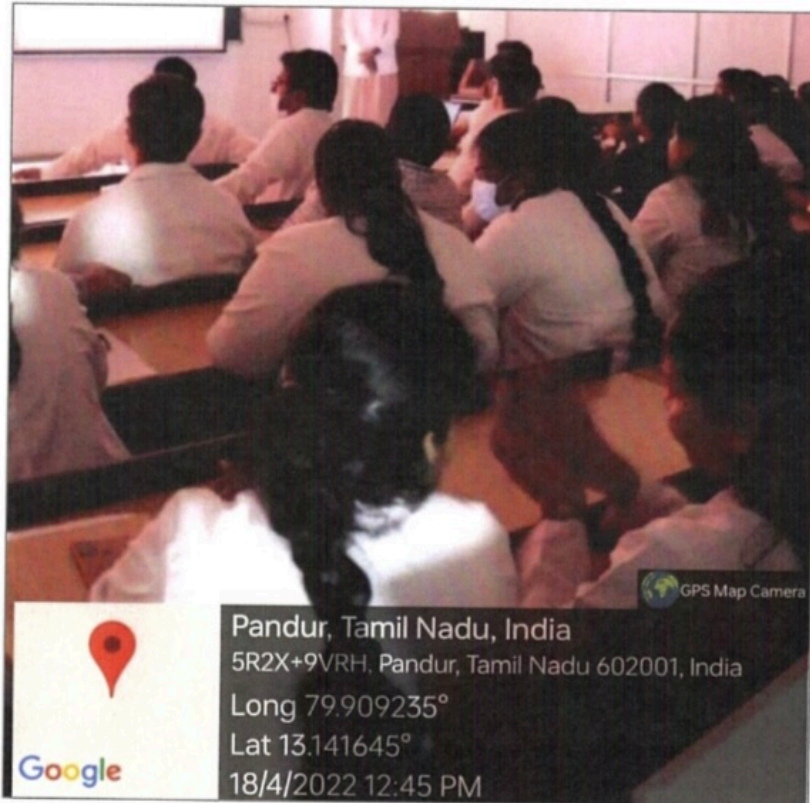 GPS Map Camera
Pandur, Tamil Nadu, India
5R2X+9VRH, Pandur, Tamil Nadu 602001, India
Long 79.909235°
Lat 13.141645°
18/4/2022 12:45 PM
Google